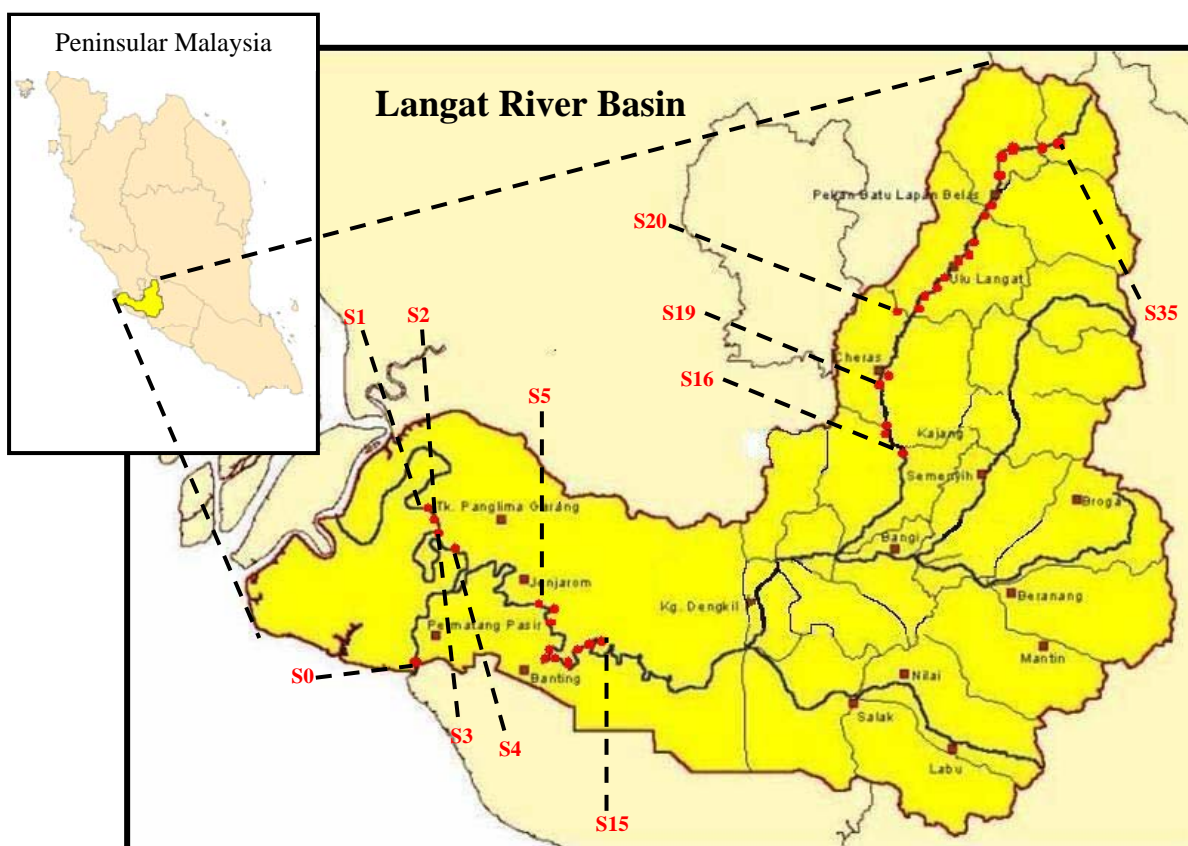 Peninsular Malaysia
Langat River Basin
Pekan Batu Lapan Belas
S20
Ulu Langat
S35
S19
S1
S2
Cheras
S16
S5
Kajang
Semenyih
Tk. Panglima Garang
Broga
Bangi
Jenjarom
Kg. Dengkil
Beranang
Permatang Pasir
Mantin
S0
Banting
Nilai
Salak
S3
S4
Labu
S15